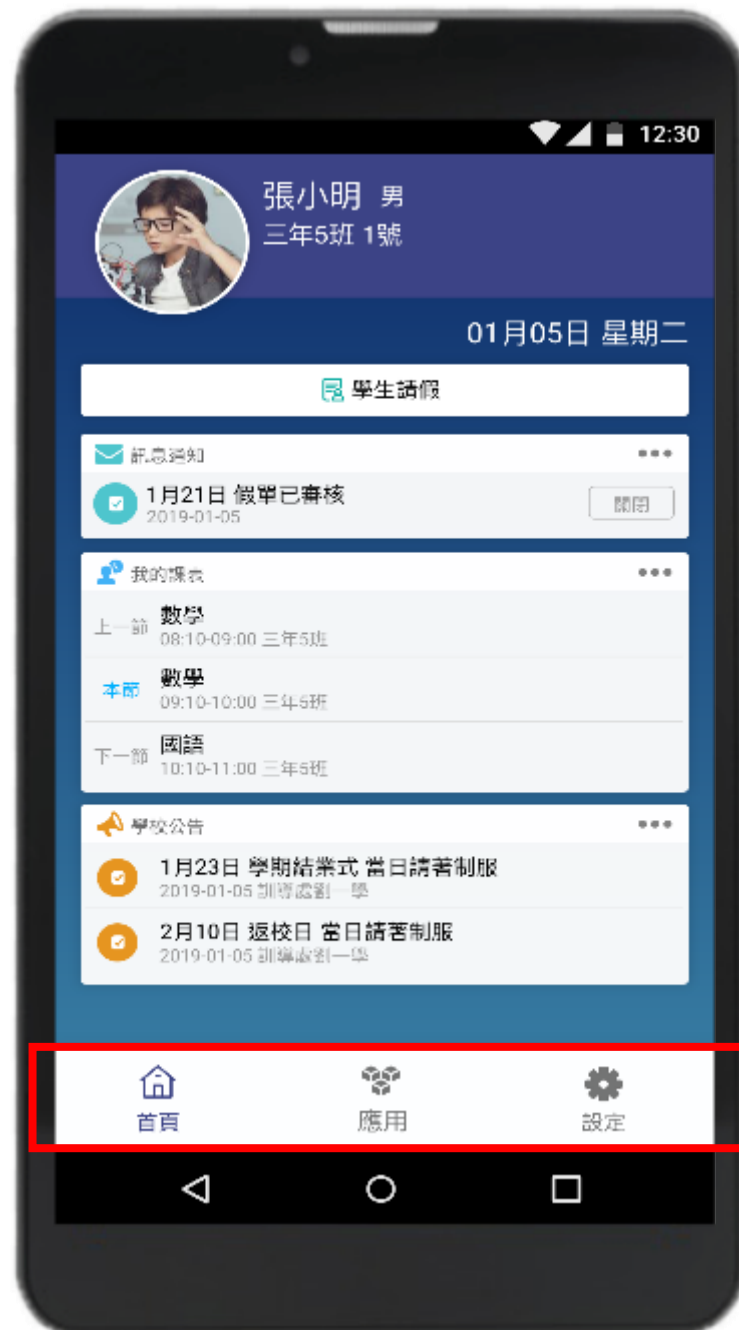 12:30
張小明 男
三年5班 1號
01月05日 星期二
學生請假
訊息通知
1月21日 假單已審核
2019-01-05
關閉
我的課表
上一節 數學
08:10-09:00 三年5班
本節 數學
09:10-10:00 三年5班
下一節 國語
10:10-11:00 三年5班
學校公告
1月23日 學期結業式 當日請著制服
2019-01-05 訓導處劉一學
2月10日 返校日 當日請著制服
2019-01-05 訓導處劉一學
首頁 應用 設定